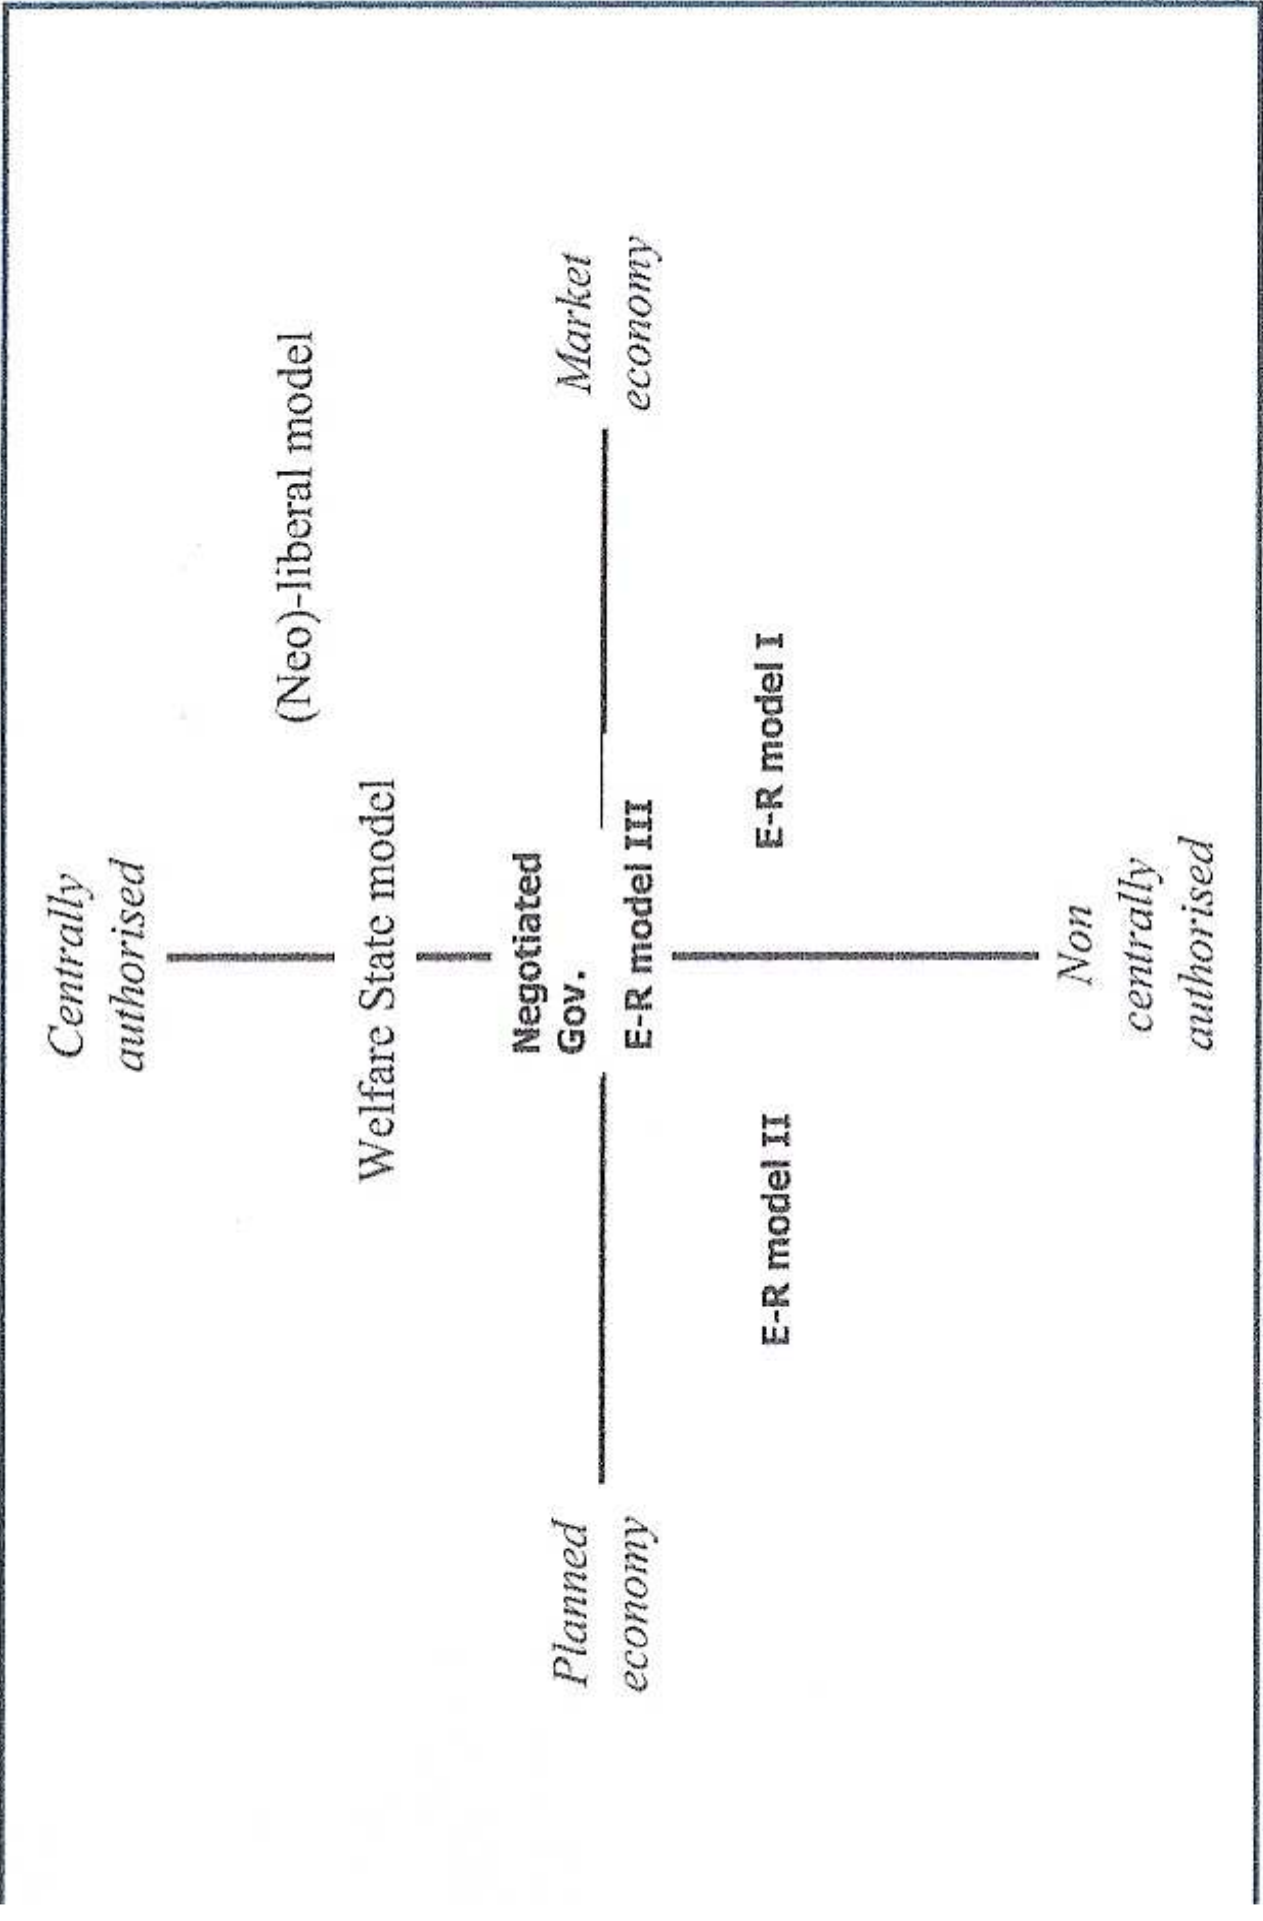 Centrally
authorised
(Neo)-liberal model
Welfare State model
Negotiated
Gov.
E-R model III
Planned
economy
Market
economy
E-R model II
E-R model I
Non
centrally
authorised